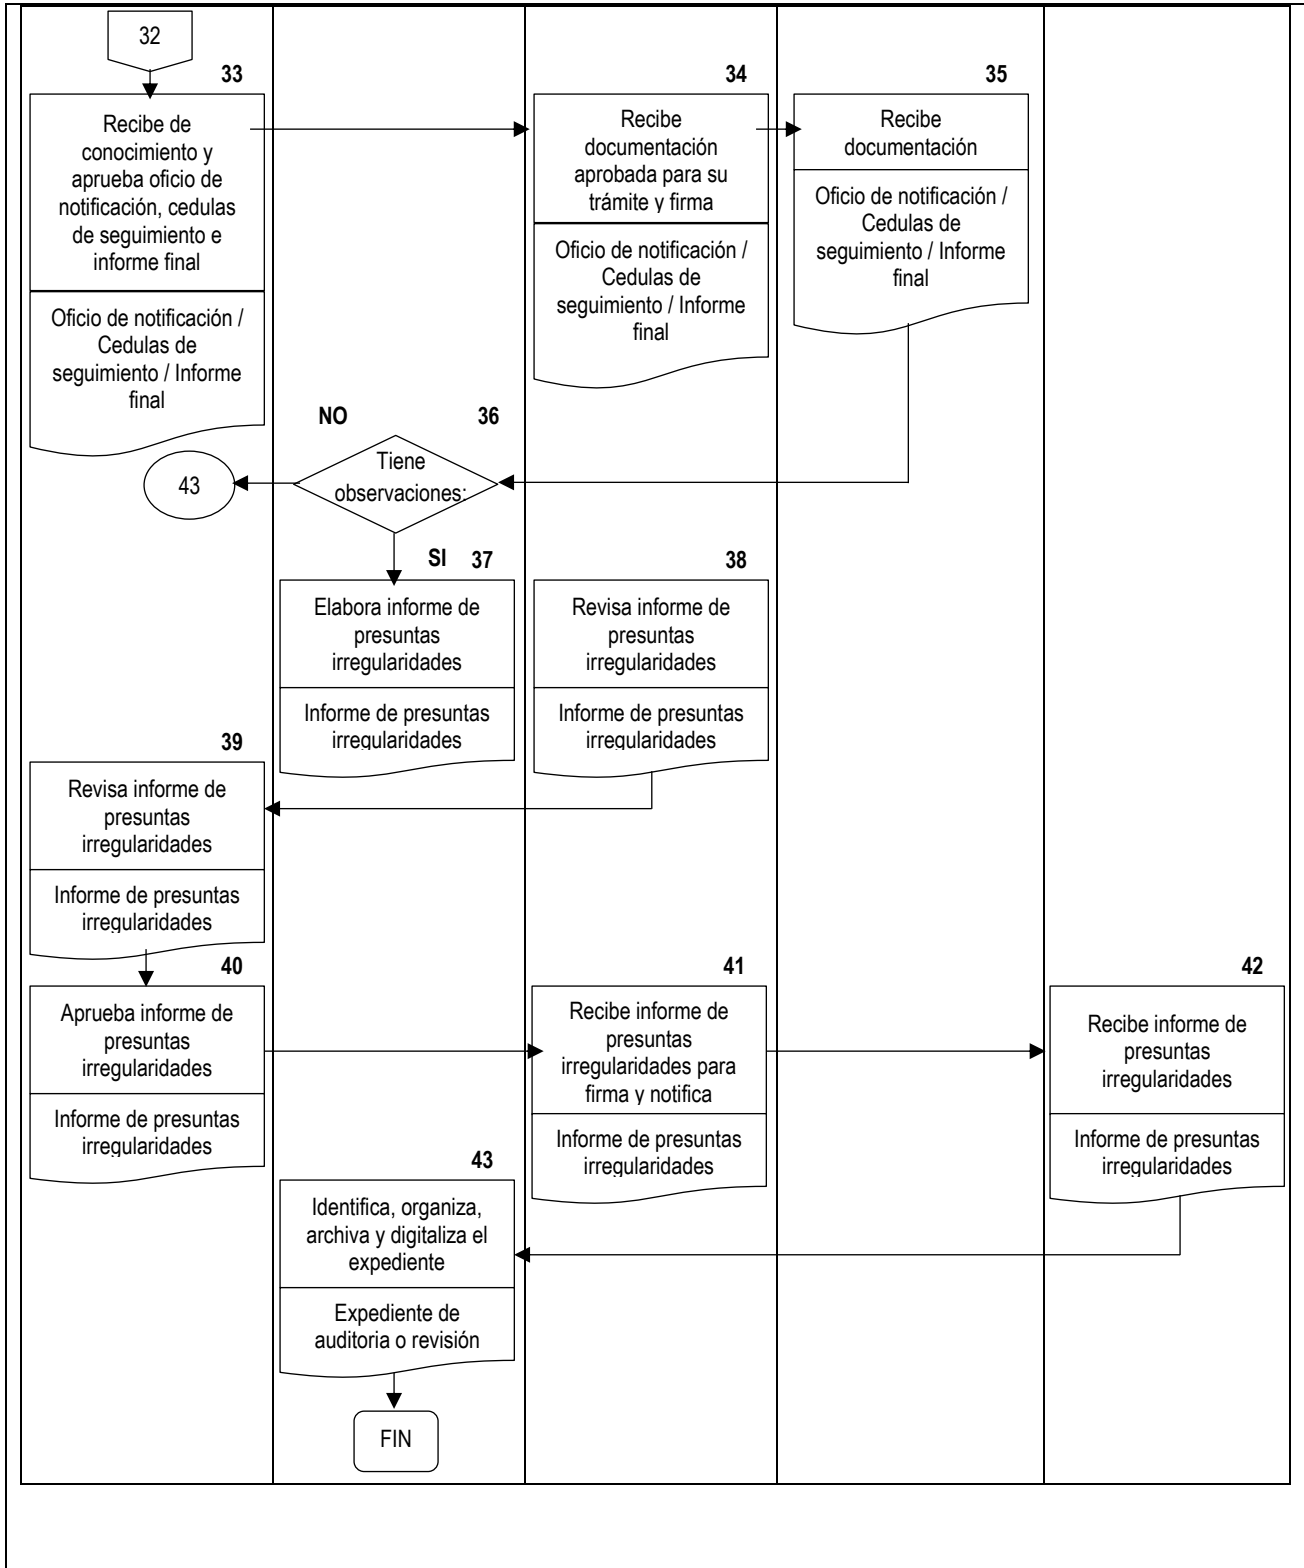 32
33
Recibe de
conocimiento y
aprueba oficio de
notificación, cedulas
de seguimiento e
informe final
Oficio de notificación /
Cedulas de
seguimiento / Informe
final
34
Recibe
documentación
aprobada para su
trámite y firma
Oficio de notificación /
Cedulas de
seguimiento / Informe
final
35
Recibe
documentación
Oficio de notificación /
Cedulas de
seguimiento / Informe
final
NO
36
Tiene
observaciones:
43
SI
37
Elabora informe de
presuntas
irregularidades
Informe de presuntas
irregularidades
38
Revisa informe de
presuntas
irregularidades
Informe de presuntas
irregularidades
39
Revisa informe de
presuntas
irregularidades
Informe de presuntas
irregularidades
40
Aprueba informe de
presuntas
irregularidades
Informe de presuntas
irregularidades
41
Recibe informe de
presuntas
irregularidades para
firma y notifica
Informe de presuntas
irregularidades
42
Recibe informe de
presuntas
irregularidades
Informe de presuntas
irregularidades
43
Identifica, organiza,
archiva y digitaliza el
expediente
Expediente de
auditoria o revisión
FIN